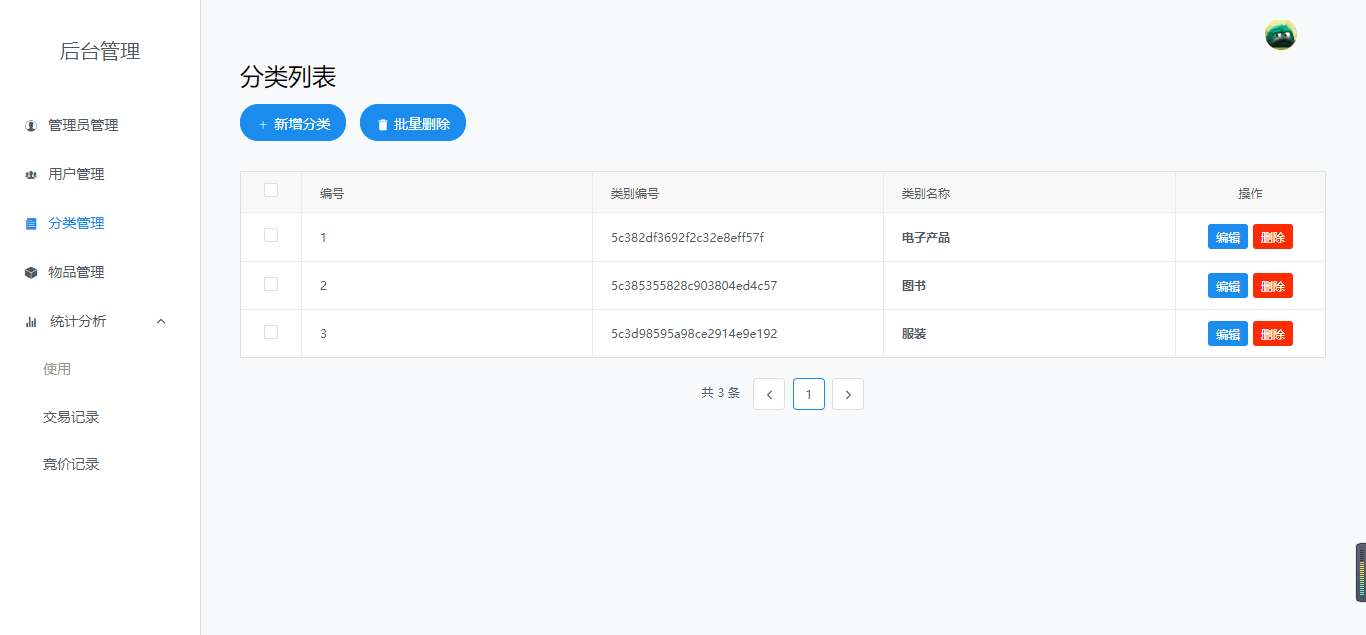 后台管理
管理员管理
用户管理
分类管理
物品管理
统计分析
使用
交易记录
竟价记录
分类列表
+ 新增分类 批量删除
编号 类别编号 类别名称 操作
1 5c382df3692f2c32e8eff57f 电子产品 编辑 删除
2 5c385355828c903804ed4c57 图书 编辑 删除
3 5c3d98595a98ce2914e9e192 服装 编辑 删除
共 3 条 < 1 >